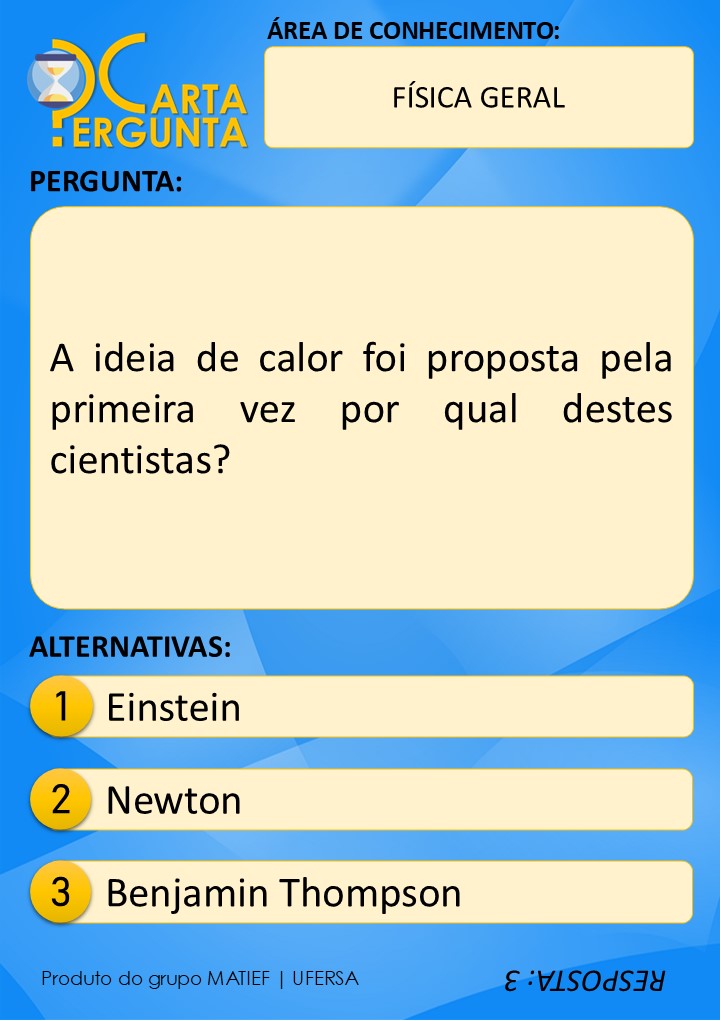 ÁREA DE CONHECIMENTO:
CARTA
PERGUNTA
FÍSICA GERAL
PERGUNTA:
A ideia de calor foi proposta pela
primeira vez por qual destes
cientistas?
ALTERNATIVAS:
1 Einstein
2 Newton
3 Benjamin Thompson
Produto do grupo MATIEF | UFERSA
RESPOSTA: 3